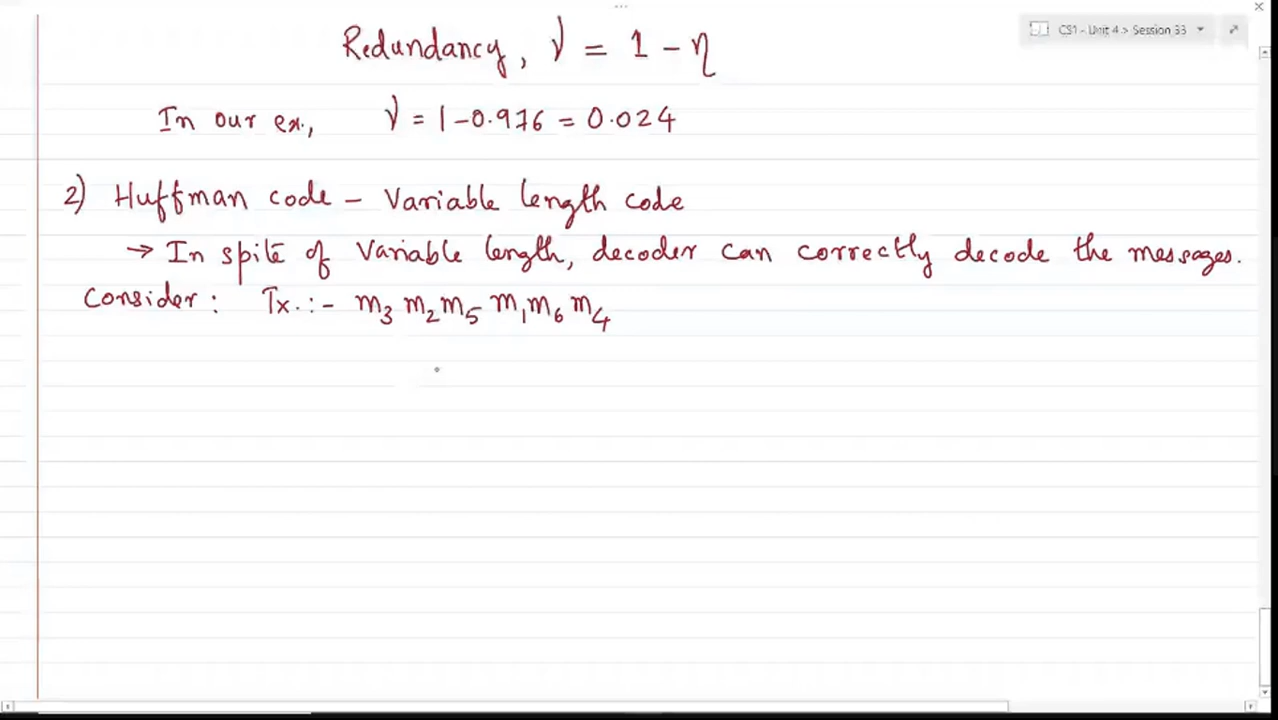 CS1 - Unit 4 > Session 33
Redundancy, γ = 1 - η
In our ex., γ = 1 - 0.976 = 0.024
2) Huffman code - Variable length code
→ In spite of Variable length, decoder can correctly decode the messages.
Consider: Tx.:- m₃ m₂ m₅ m₁ m₆ m₄